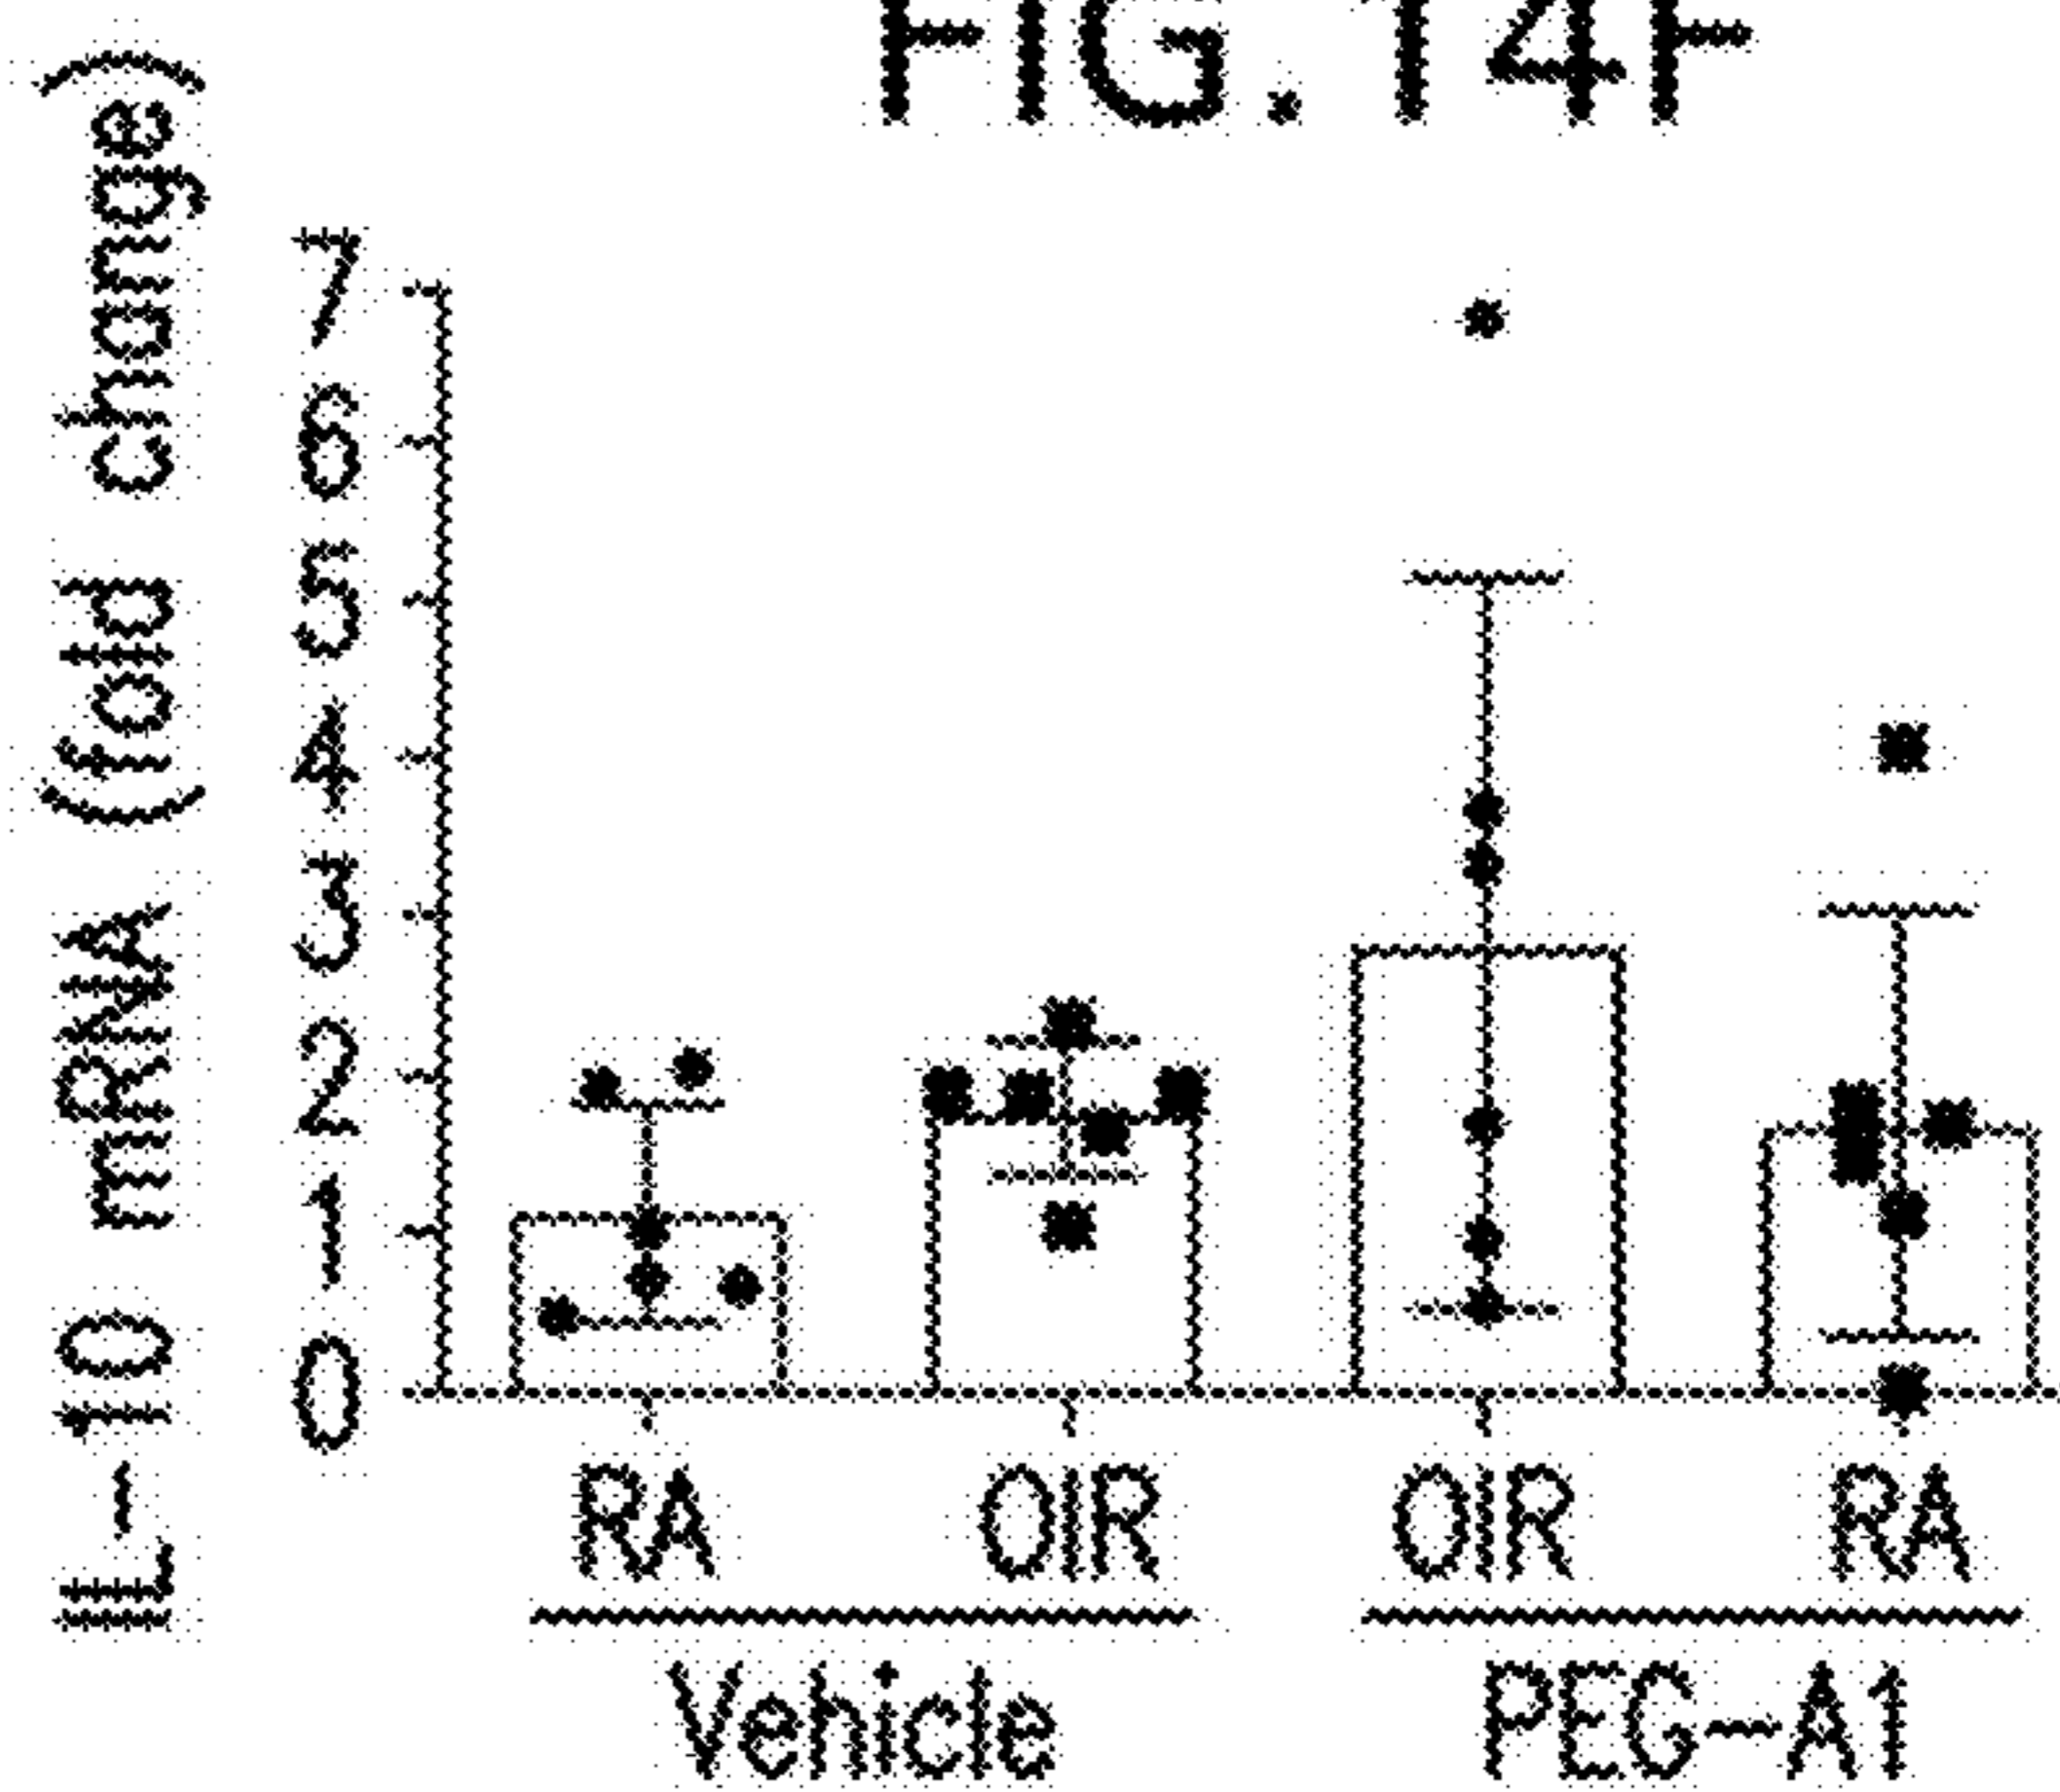 FIG. 14F
IL-10 mRNA (fold change)
7
6
5
4
3
2
1
0
RA OIR OIR RA
Vehicle PEG-A1